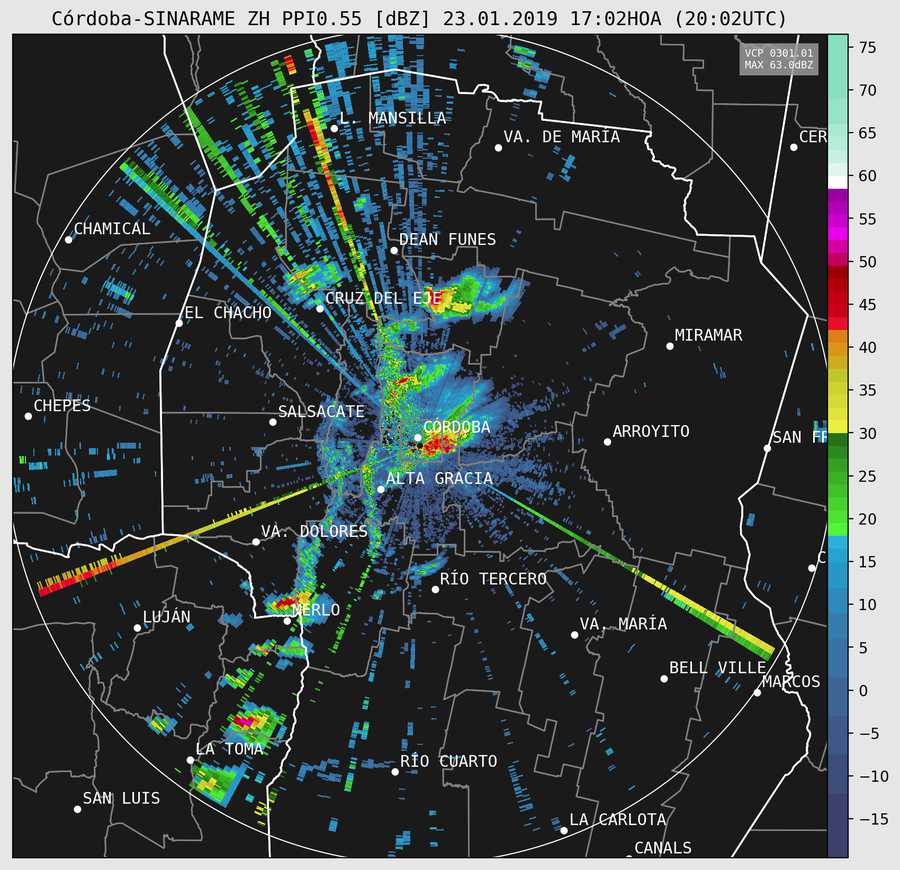 Córdoba-SINARAME ZH PPI0.55 [dBZ] 23.01.2019 17:02HOA (20:02UTC)
VCP 0301.01
MAX 63.0dBZ
75
70
65
60
55
50
45
40
35
30
25
20
15
10
5
0
−5
−10
−15
L. MANSILLA
VA. DE MARÍA
CER
CHAMICAL
DEAN FUNES
CRUZ DEL EJE
EL CHACHO
MIRAMAR
CHEPES
SALSACATE
CÓRDOBA
ARROYITO
SAN FR
ALTA GRACIA
VA. DOLORES
C
RÍO TERCERO
LUJÁN
MERLO
VA. MARÍA
BELL VILLE
MARCOS
LA TOMA
RÍO CUARTO
SAN LUIS
LA CARLOTA
CANALS